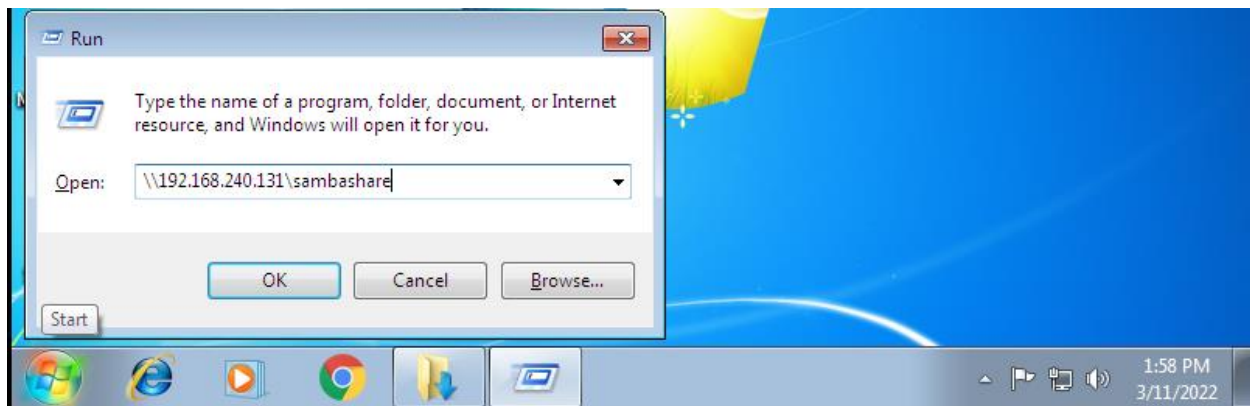 Run
Type the name of a program, folder, document, or Internet
resource, and Windows will open it for you.
Open: \\192.168.240.131\sambashare
OK Cancel Browse...
Start
1:58 PM
3/11/2022